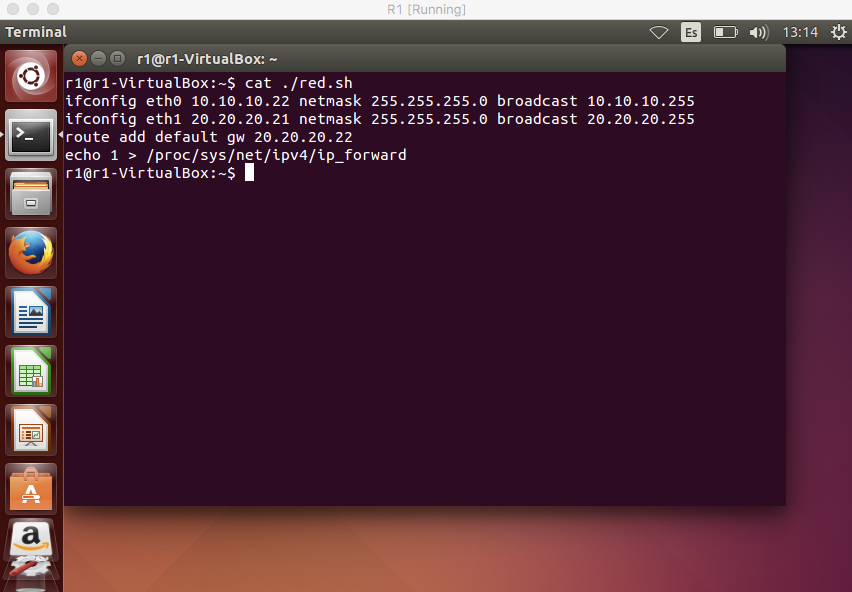 R1 [Running]
Terminal
Es
13:14
r1@r1-VirtualBox: ~
r1@r1-VirtualBox:~$ cat ./red.sh
ifconfig eth0 10.10.10.22 netmask 255.255.255.0 broadcast 10.10.10.255
ifconfig eth1 20.20.20.21 netmask 255.255.255.0 broadcast 20.20.20.255
route add default gw 20.20.20.22
echo 1 > /proc/sys/net/ipv4/ip_forward
r1@r1-VirtualBox:~$